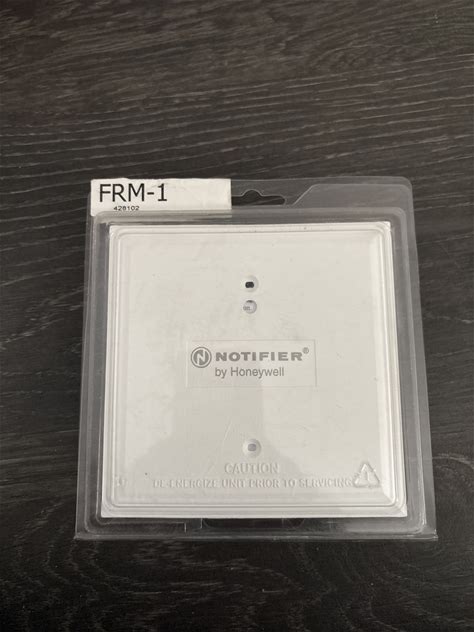 FRM-1
428102
NOTIFIER®
by Honeywell
CAUTION
DE-ENERGIZE UNIT PRIOR TO SERVICING